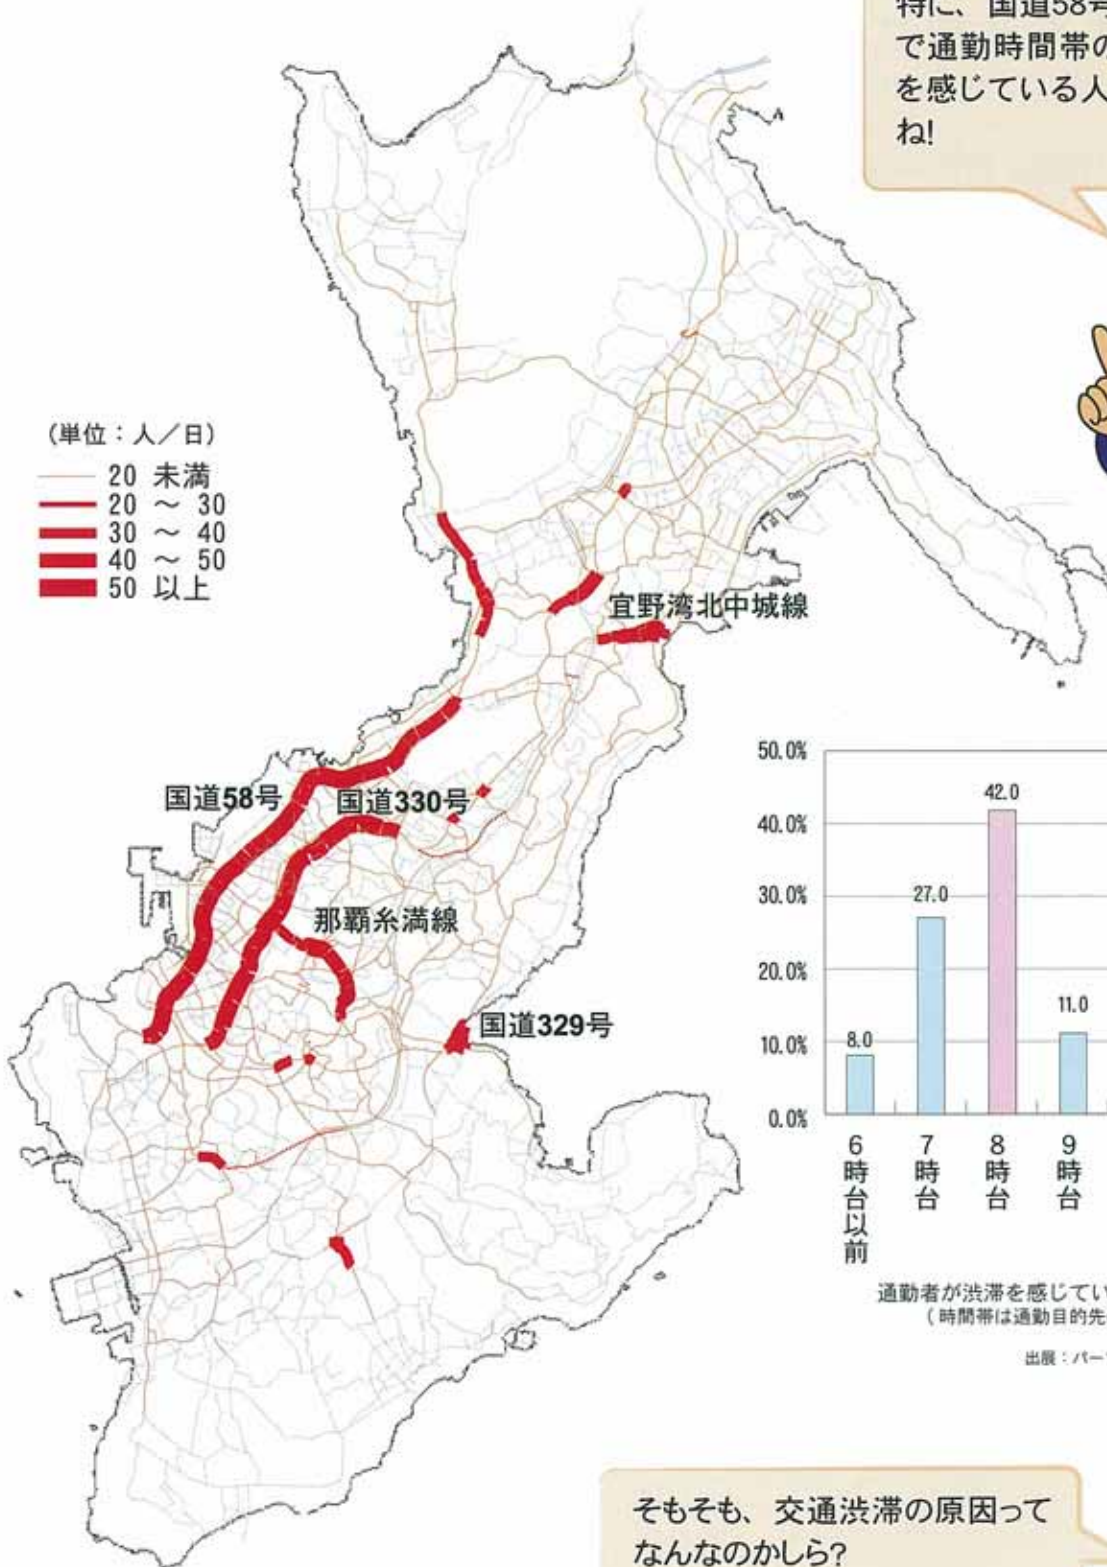 特に、国道58号
で通勤時間帯の
を感じている人
ね!
(単位：人／日)
20 未満
20 ～ 30
30 ～ 40
40 ～ 50
50 以上
宜野湾北中城線
国道58号
国道330号
那覇糸満線
国道329号
50.0%
40.0%
30.0%
20.0%
10.0%
0.0%
8.0
27.0
42.0
11.0
6時台以前
7時台
8時台
9時台
通勤者が渋滞を感じてい
(時間帯は通勤目的先
出展：パー
そもそも、交通渋滞の原因って
なんなのかしら?